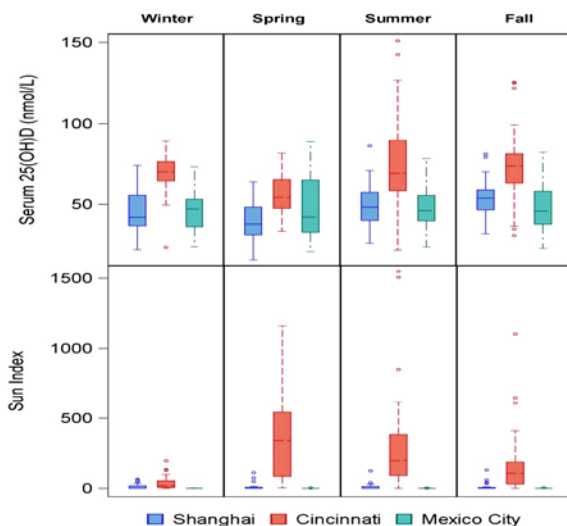 Winter Spring Summer Fall
Serum 25(OH)D (nmol/L)
150
100
50
Sun Index
1500
1000
500
0
Shanghai Cincinnati Mexico City